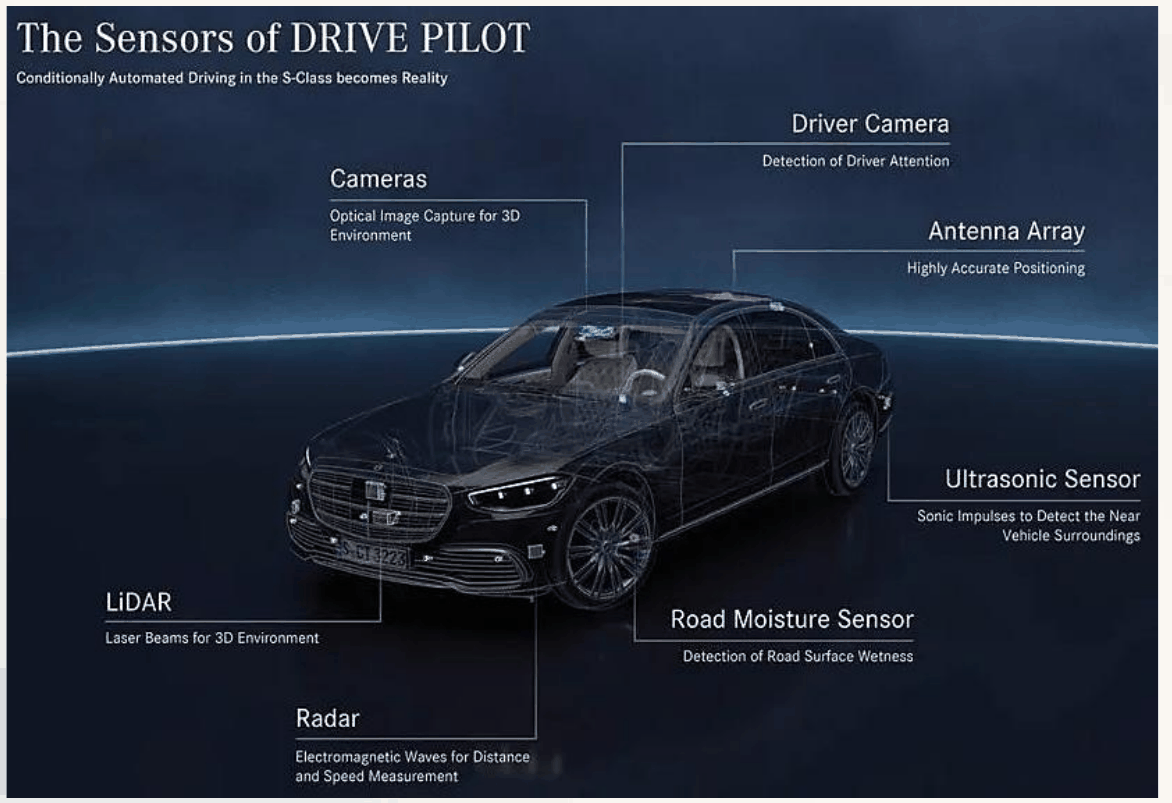 The Sensors of DRIVE PILOT
Conditionally Automated Driving in the S-Class becomes Reality
Driver Camera
Detection of Driver Attention
Cameras
Optical Image Capture for 3D
Environment
Antenna Array
Highly Accurate Positioning
Ultrasonic Sensor
Sonic Impulses to Detect the Near
Vehicle Surroundings
LiDAR
Laser Beams for 3D Environment
Road Moisture Sensor
Detection of Road Surface Wetness
Radar
Electromagnetic Waves for Distance
and Speed Measurement